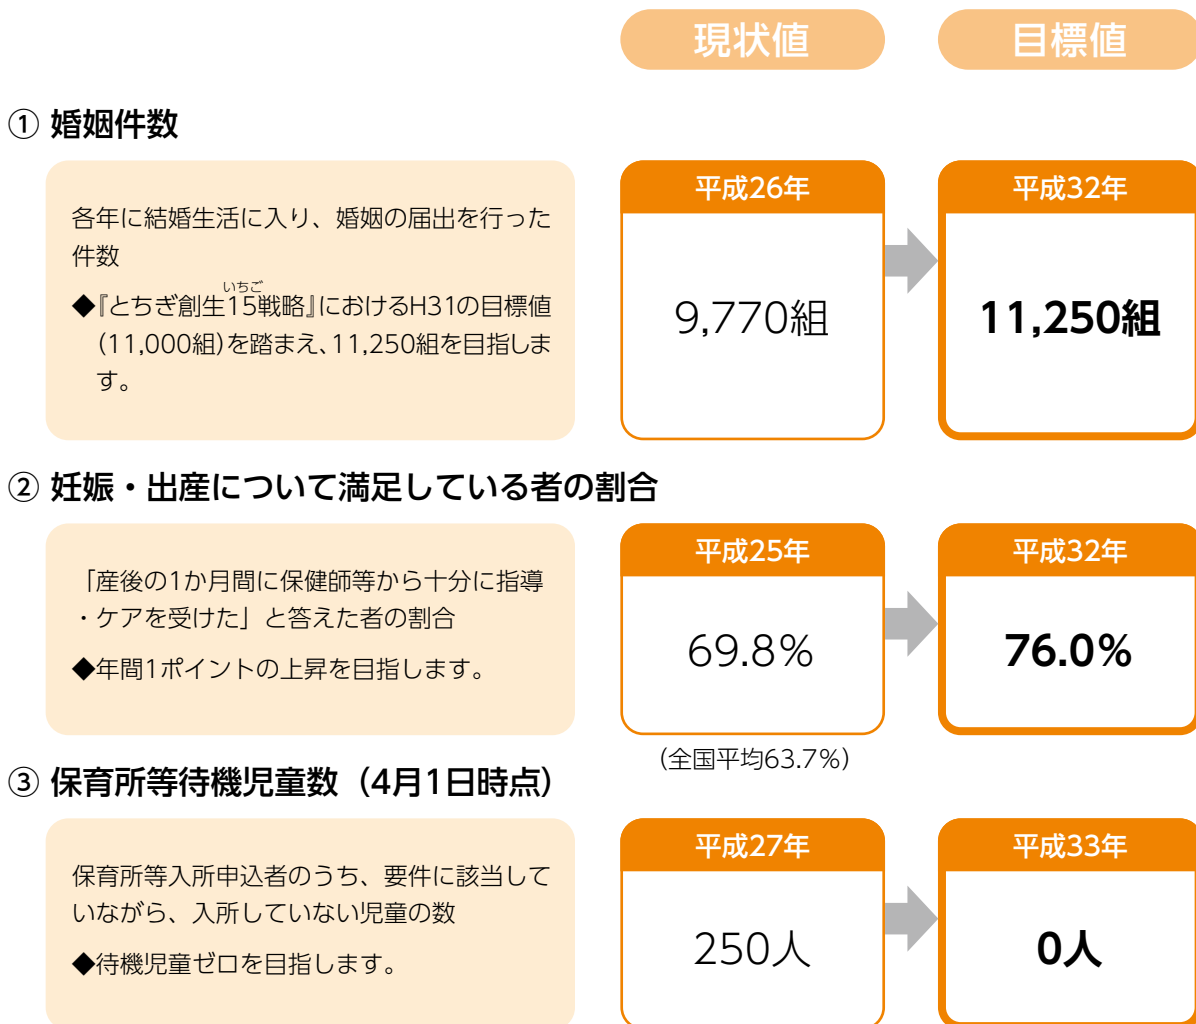 現状値 目標値
① 婚姻件数
各年に結婚生活に入り、婚姻の届出を行った
件数
いちご
◆『とちぎ創生15戦略』におけるH31の目標値
(11,000組)を踏まえ、11,250組を目指しま
す。
平成26年
9,770組
平成32年
11,250組
② 妊娠・出産について満足している者の割合
「産後の1か月間に保健師等から十分に指導
・ケアを受けた」と答えた者の割合
◆年間1ポイントの上昇を目指します。
平成25年
69.8%
(全国平均63.7%)
平成32年
76.0%
③ 保育所等待機児童数（4月1日時点）
保育所等入所申込者のうち、要件に該当して
いながら、入所していない児童の数
◆待機児童ゼロを目指します。
平成27年
250人
平成33年
0人